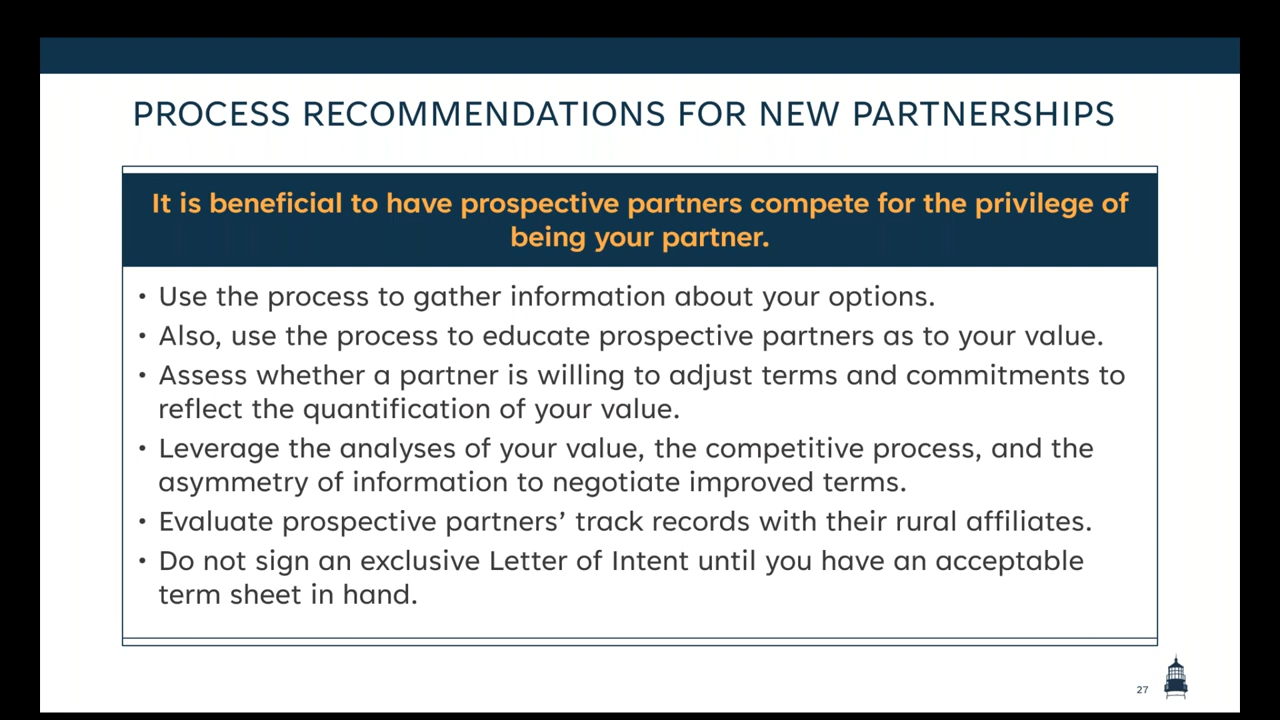 PROCESS RECOMMENDATIONS FOR NEW PARTNERSHIPS
It is beneficial to have prospective partners compete for the privilege of
being your partner.
• Use the process to gather information about your options.
• Also, use the process to educate prospective partners as to your value.
• Assess whether a partner is willing to adjust terms and commitments to
reflect the quantification of your value.
• Leverage the analyses of your value, the competitive process, and the
asymmetry of information to negotiate improved terms.
• Evaluate prospective partners’ track records with their rural affiliates.
• Do not sign an exclusive Letter of Intent until you have an acceptable
term sheet in hand.
27